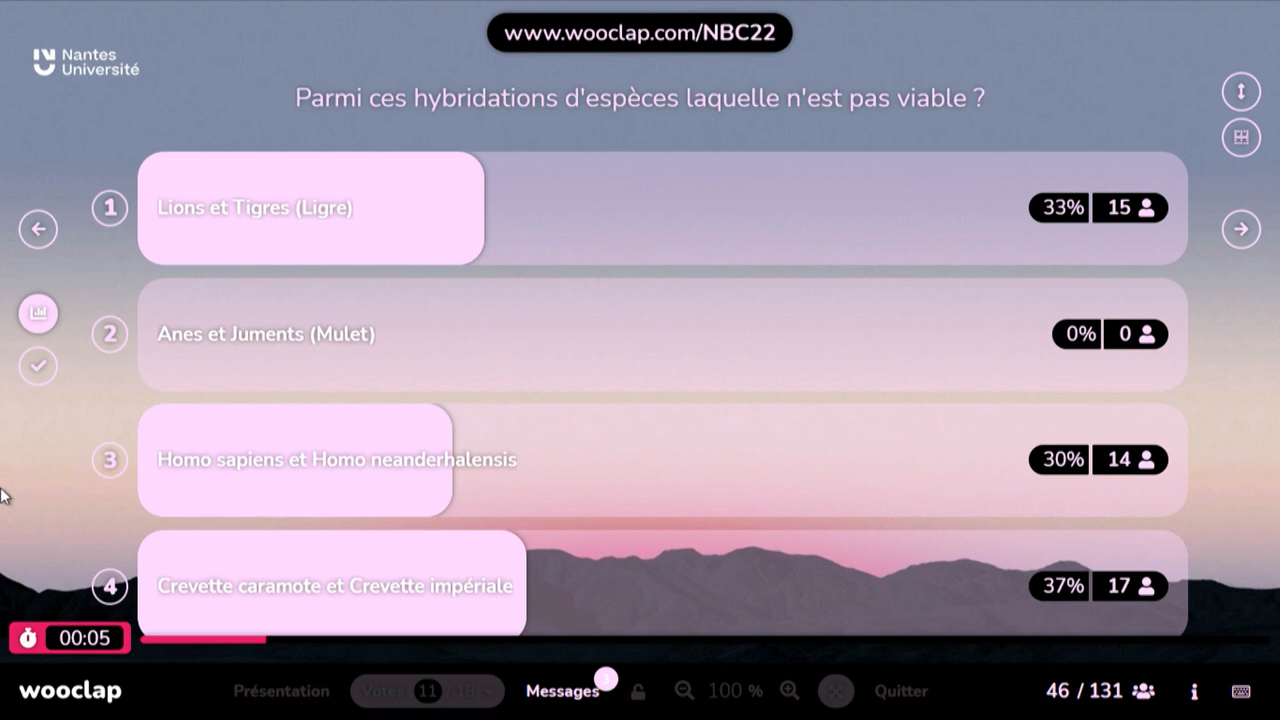 www.wooclap.com/NBC22
Nantes
Université
Parmi ces hybridations d'espèces laquelle n'est pas viable ?
1 Lions et Tigres (Ligre) 33% 15
2 Anes et Juments (Mulet) 0% 0
3 Homo sapiens et Homo neanderhalensis 30% 14
4 Crevette caramote et Crevette impériale 37% 17
00:05
wooclap Présentation Votes 11 / 18 Messages 3 100 % Quitter 46 / 131